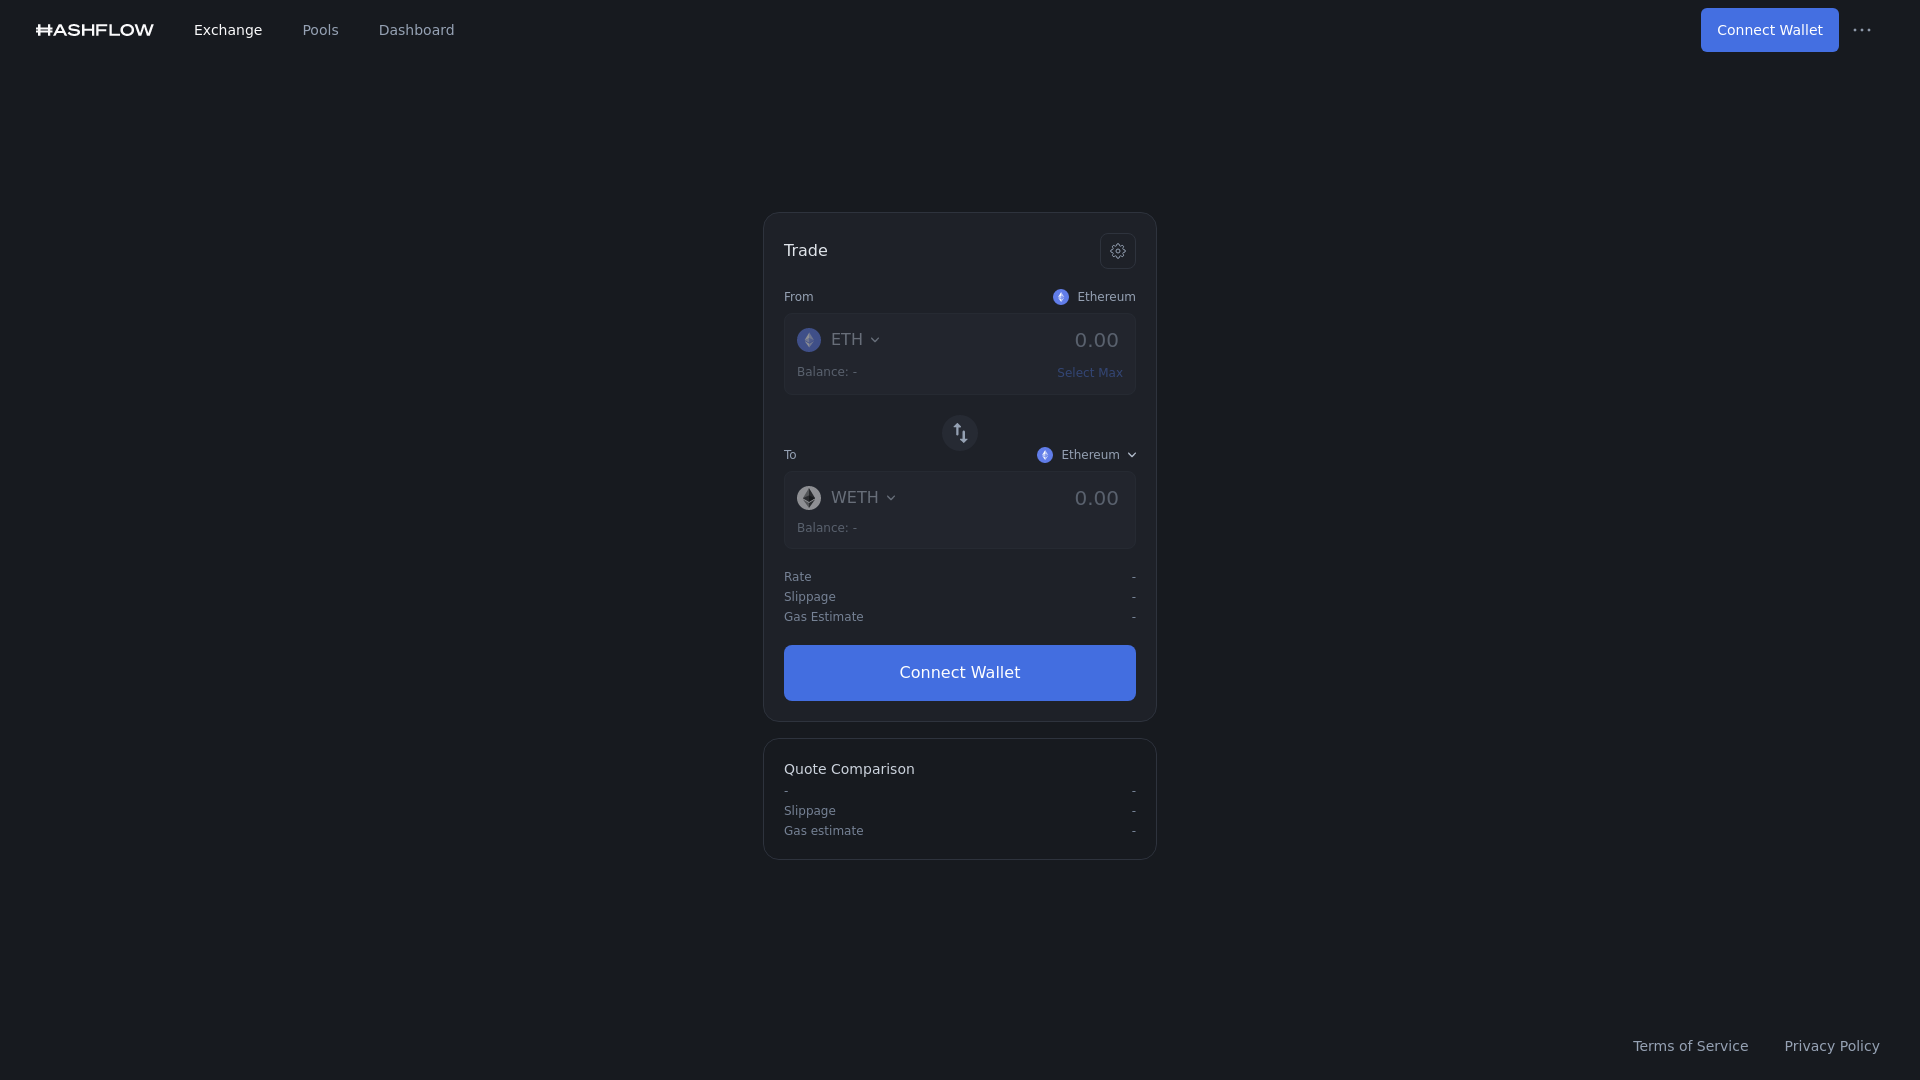 HASHFLOW Exchange Pools Dashboard Connect Wallet
Trade
From Ethereum
ETH 0.00
Balance: - Select Max
To Ethereum
WETH 0.00
Balance: -
Rate -
Slippage -
Gas Estimate -
Connect Wallet
Quote Comparison
- -
Slippage -
Gas estimate -
Terms of Service Privacy Policy